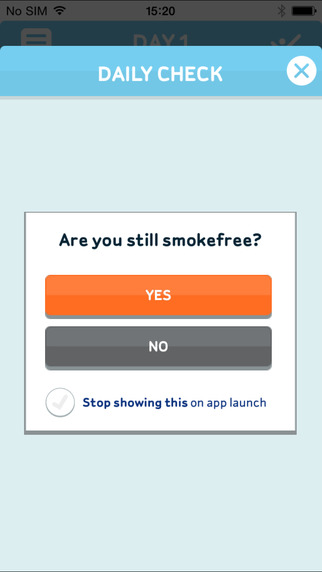 No SIM 15:20
DAY 1
DAILY CHECK
Are you still smokefree?
YES
NO
Stop showing this on app launch